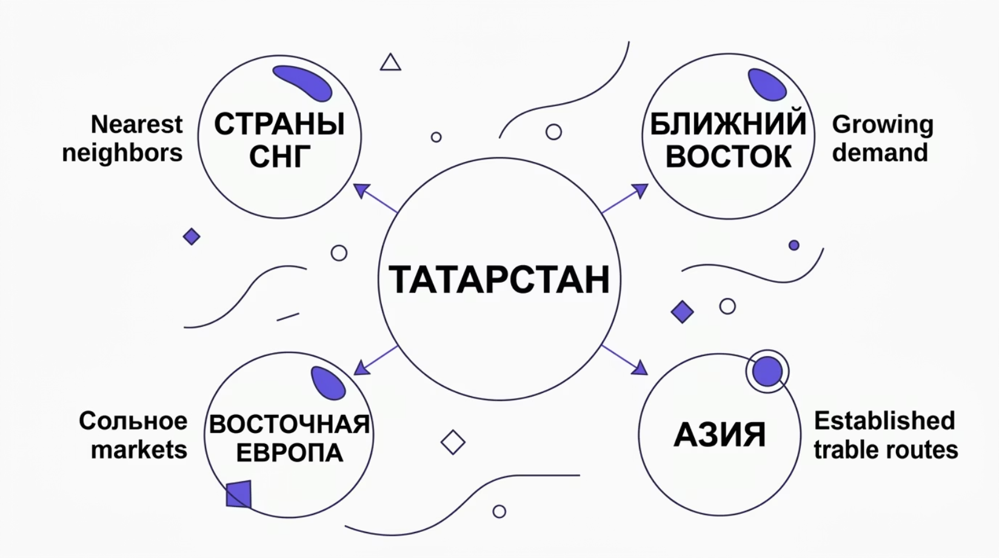 Nearest
neighbors
СТРАНЫ
СНГ
БЛИЖНИЙ
ВОСТОК
Growing
demand
ТАТАРСТАН
Сольное
markets
ВОСТОЧНАЯ
ЕВРОПА
АЗИЯ
Established
trable routes